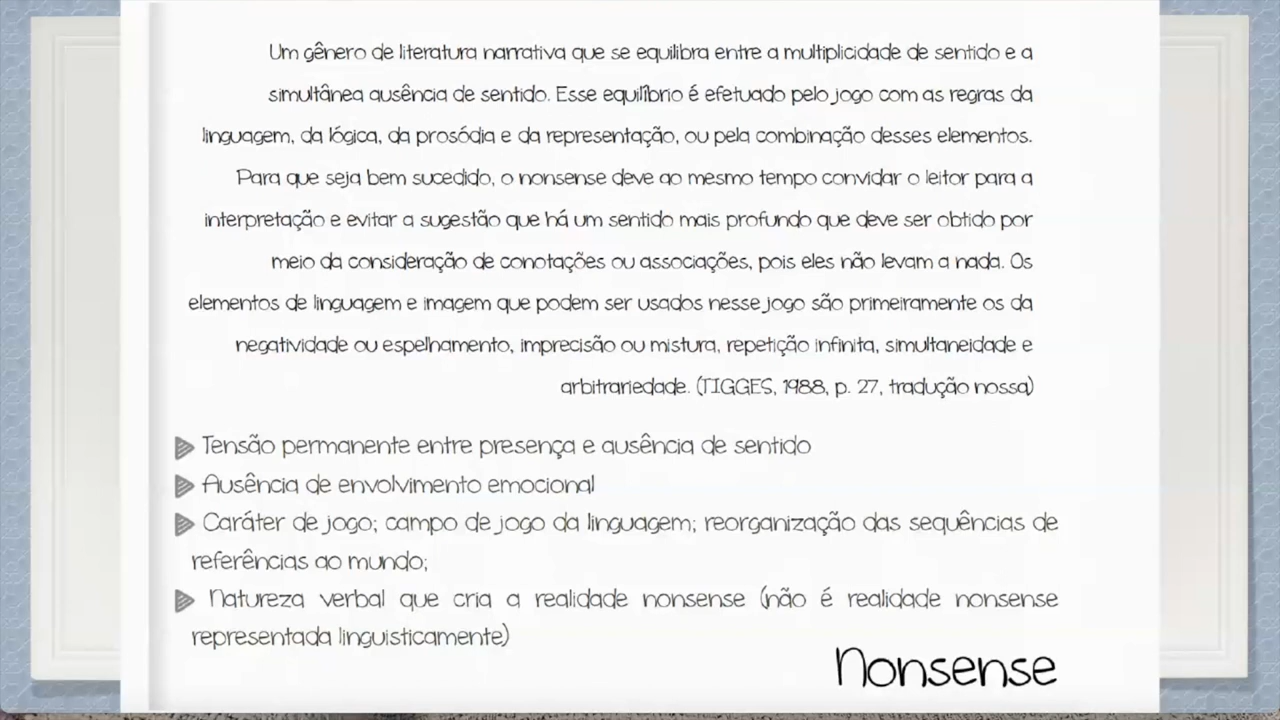 Um gênero de literatura narrativa que se equilibra entre a multiplicidade de sentido e a
simultânea ausência de sentido. Esse equilíbrio é efetuado pelo jogo com as regras da
linguagem, da lógica, da prosódia e da representação, ou pela combinação desses elementos.
Para que seja bem sucedido, o nonsense deve ao mesmo tempo convidar o leitor para a
interpretação e evitar a sugestão que há um sentido mais profundo que deve ser obtido por
meio da consideração de conotações ou associações, pois eles não levam a nada. Os
elementos de linguagem e imagem que podem ser usados nesse jogo são primeiramente os da
negatividade ou espelhamento, imprecisão ou mistura, repetição infinita, simultaneidade e
arbitrariedade. (TIGGES, 1988, p. 27, tradução nossa)
Tensão permanente entre presença e ausência de sentido
Ausência de envolvimento emocional
Caráter de jogo; campo de jogo da linguagem; reorganização das sequências de
referências ao mundo;
Natureza verbal que cria a realidade nonsense (não é realidade nonsense
representada linguisticamente)
Nonsense